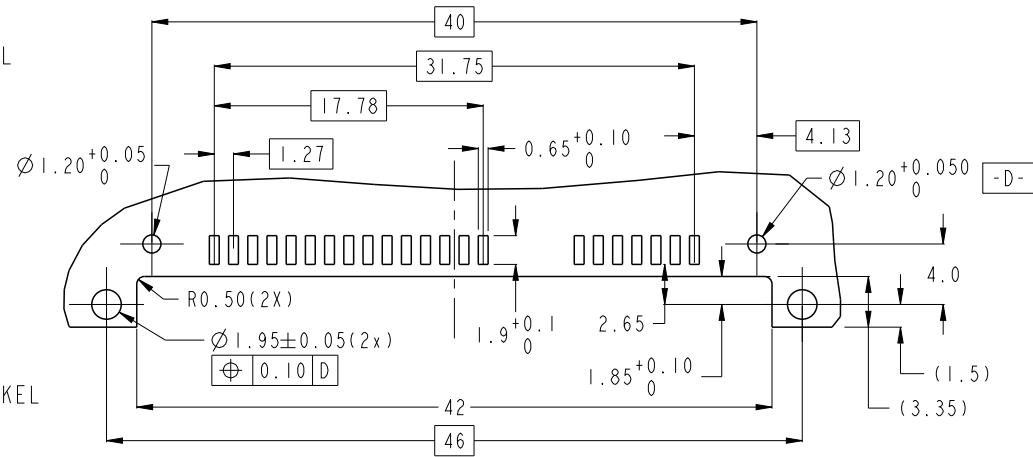 40
L
31.75
17.78
Ø1.20 +0.05 0
1.27
0.65 +0.10 0
4.13
Ø1.20 +0.050 0
-D-
R0.50(2X)
4.0
1.9 +0.1 0
2.65
Ø1.95±0.05(2x)
⌖ 0.10 D
1.85 +0.10 0
(1.5)
KEL
42
(3.35)
46